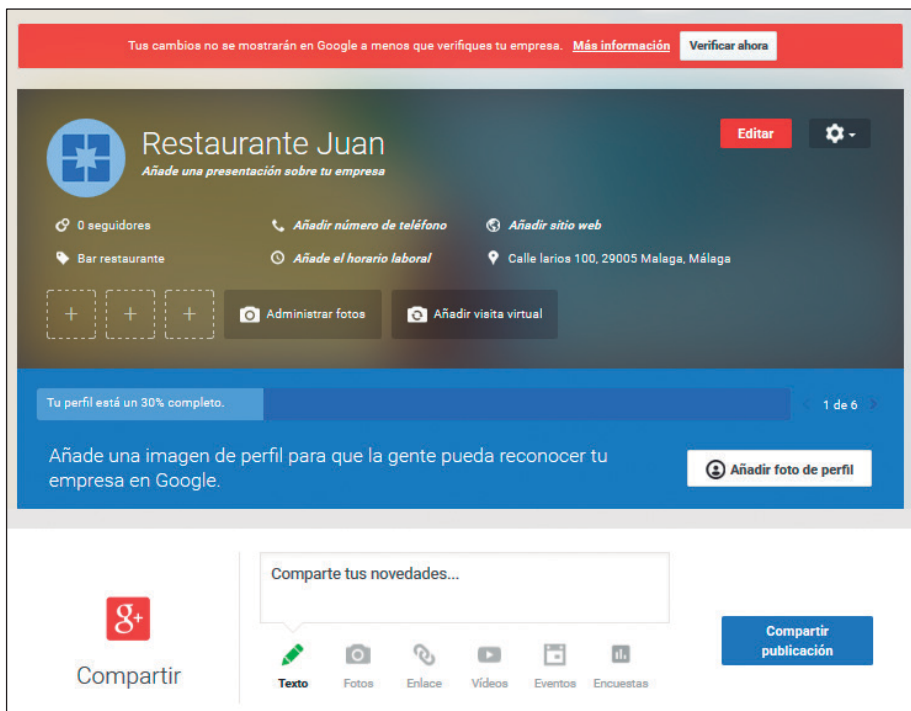 Tus cambios no se mostrarán en Google a menos que verifiques tu empresa. Más información Verificar ahora
Restaurante Juan
Añade una presentación sobre tu empresa
Editar
0 seguidores
Añadir número de teléfono
Añadir sitio web
Bar restaurante
Añade el horario laboral
Calle larios 100, 29005 Malaga, Málaga
Administrar fotos
Añadir visita virtual
Tu perfil está un 30% completo.
1 de 6
Añade una imagen de perfil para que la gente pueda reconocer tu
empresa en Google.
Añadir foto de perfil
g+
Compartir
Comparte tus novedades...
Texto
Fotos
Enlace
Vídeos
Eventos
Encuestas
Compartir
publicación